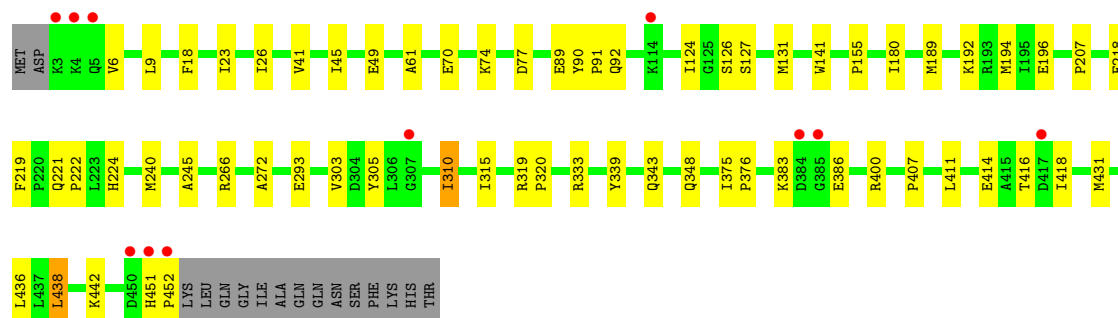 MET ASP K3 K4 Q5 V6 L9 F18 I23 I26 V41 I45 E49 A61 E70 K74 D77 E89 Y90 P91 Q92 K114 I124 G125 S126 S127 M131 W141 P155 I180 M189 K192 R193 M194 I195 E196 P207
F219 P220 Q221 P222 L223 H224 M240 A245 R266 A272 E293 V303 D304 Y305 L306 G307 I310 I315 R319 P320 R333 Y339 Q343 Q348 I375 P376 K383 D384 G385 E386 R400 P407 L411 E414 A415 T416 D417 I418 M431
L436 L437 L438 K442 D450 H451 P452 LYS LEU GLN GLY ILE ALA GLN GLN ASN SER PHE LYS HIS THR